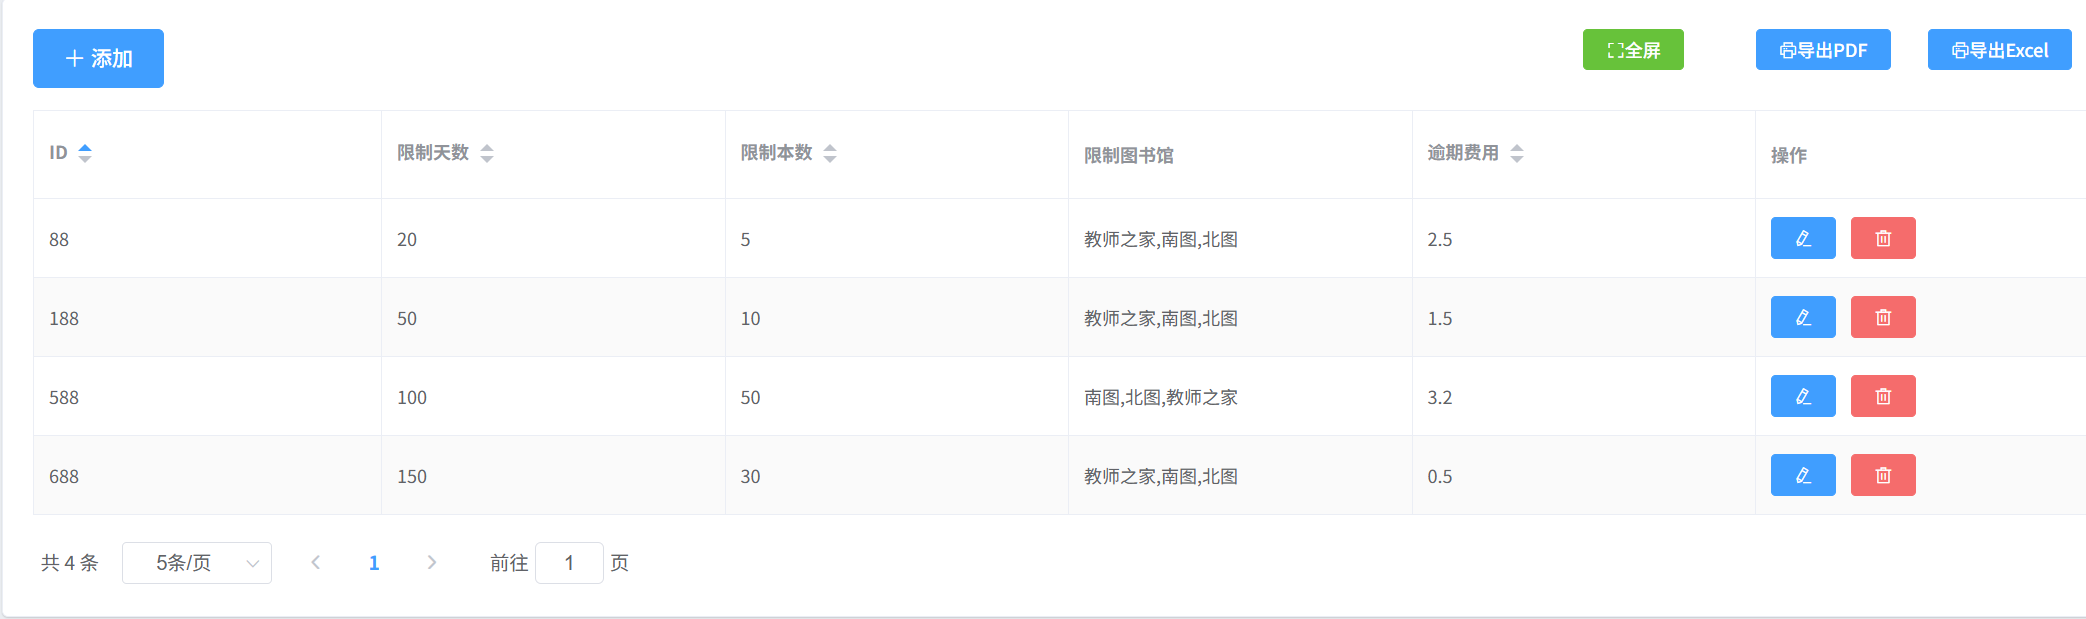 添加
全屏 导出PDF 导出Excel
ID 限制天数 限制本数 限制图书馆 逾期费用 操作
88 20 5 教师之家,南图,北图 2.5
188 50 10 教师之家,南图,北图 1.5
588 100 50 南图,北图,教师之家 3.2
688 150 30 教师之家,南图,北图 0.5
共 4 条 5条/页 1 前往 1 页